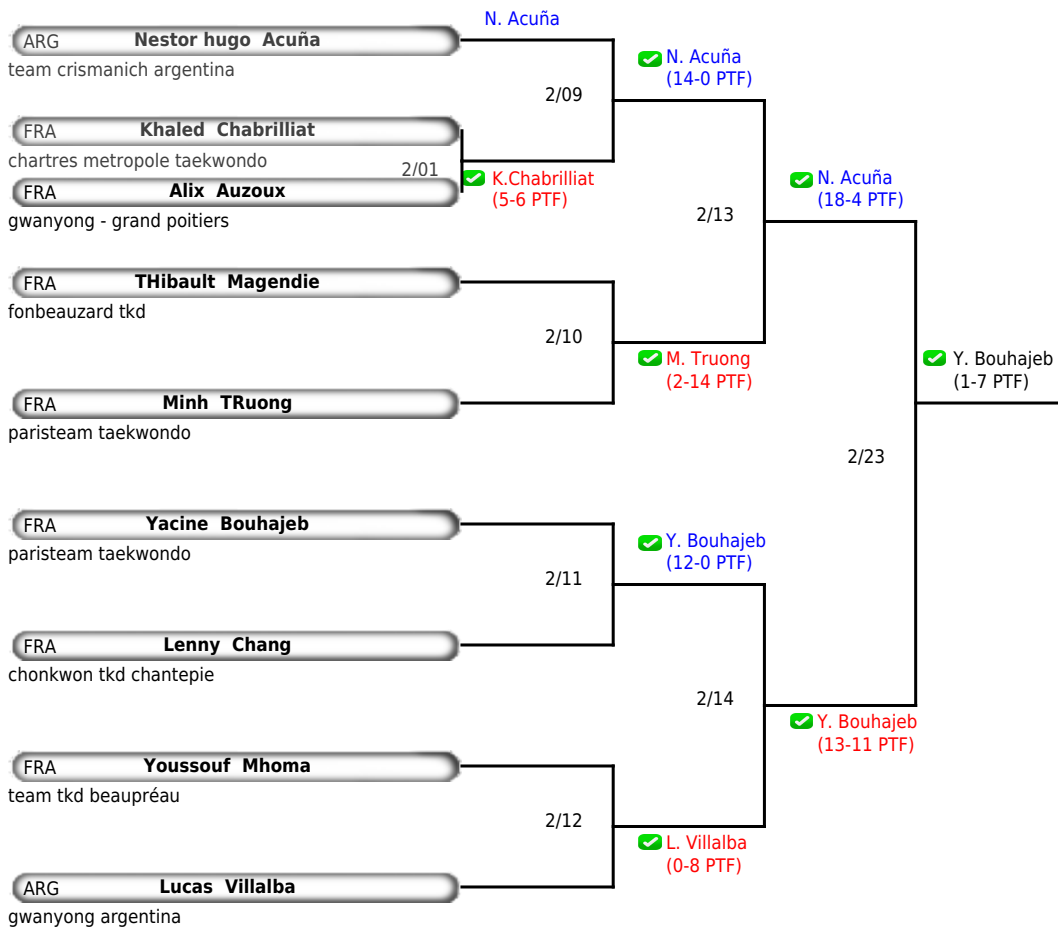 N. Acuña
ARG Nestor hugo Acuña
team crismanich argentina
N. Acuña
(14-0 PTF)
2/09
FRA Khaled Chabrilliat
chartres metropole taekwondo
2/01
K.Chabrilliat
(5-6 PTF)
FRA Alix Auzoux
gwanyong - grand poitiers
N. Acuña
(18-4 PTF)
2/13
FRA THibault Magendie
fonbeauzard tkd
2/10
M. Truong
(2-14 PTF)
FRA Minh TRuong
paristeam taekwondo
Y. Bouhajeb
(1-7 PTF)
2/23
FRA Yacine Bouhajeb
paristeam taekwondo
Y. Bouhajeb
(12-0 PTF)
2/11
FRA Lenny Chang
chonkwon tkd chantepie
2/14
Y. Bouhajeb
(13-11 PTF)
FRA Youssouf Mhoma
team tkd beaupréau
2/12
L. Villalba
(0-8 PTF)
ARG Lucas Villalba
gwanyong argentina